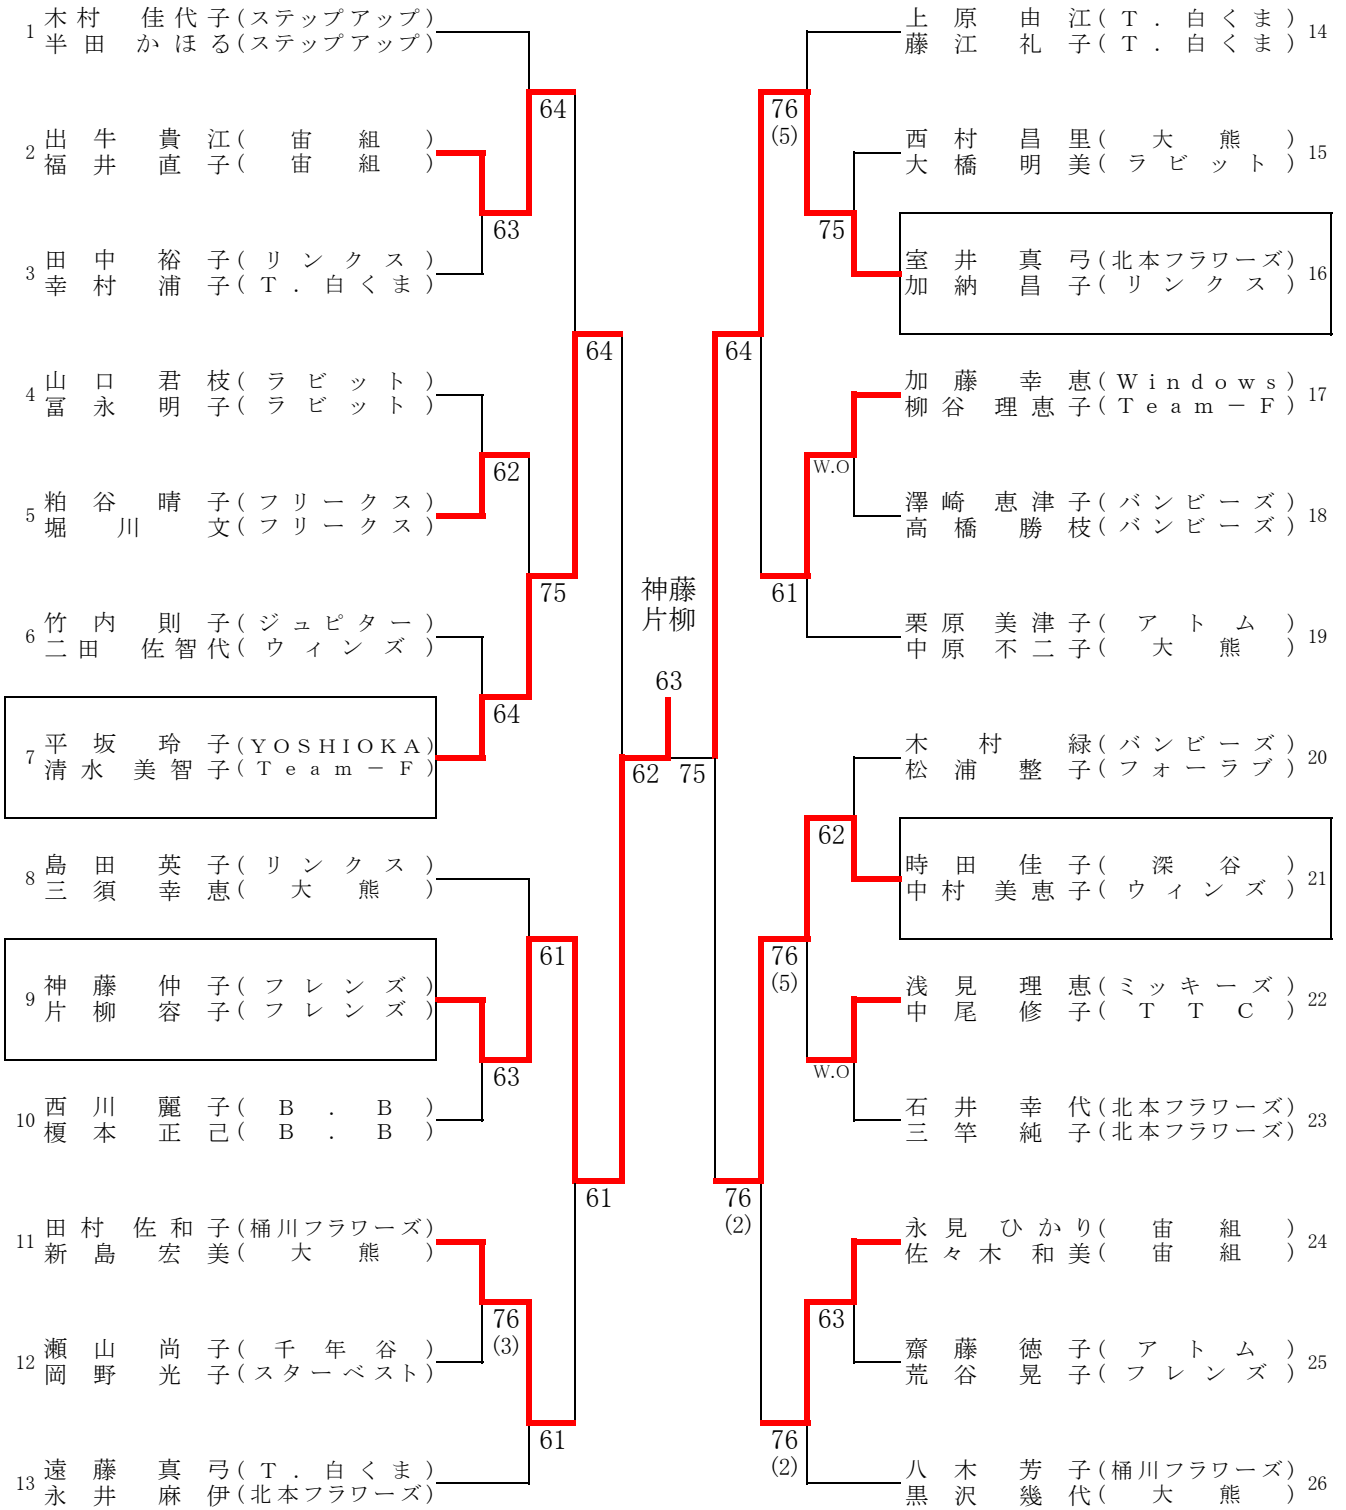 1 木村 佳代子(ステップアップ)
半田 かほる(ステップアップ)
64
2 出牛 貴江(宙組)
福井 直子(宙組)
63
3 田中 裕子(リンクス)
幸村 浦子(T.白くま)
64
4 山口 君枝(ラビット)
冨永 明子(ラビット)
62
5 粕谷 晴子(フリークス)
堀川 文(フリークス)
75
6 竹内 則子(ジュピター)
二田 佐智代(ウィンズ)
64
7 平坂 玲子(YOSHIOKA)
清水 美智子(Team-F)
62
8 島田 英子(リンクス)
三須 幸恵(大熊)
61
9 神藤 仲子(フレンズ)
片柳 容子(フレンズ)
63
10 西川 麗子(B.B)
榎本 正己(B.B)
61
11 田村 佐和子(桶川フラワーズ)
新島 宏美(大熊)
76
(3)
12 瀬山 尚子(千年谷)
岡野 光子(スターベスト)
61
13 遠藤 真弓(T.白くま)
永井 麻伊(北本フラワーズ)
神藤
片柳
63
上原 由江(T.白くま) 14
藤江 礼子(T.白くま)
76
(5)
西村 昌里(大熊) 15
大橋 明美(ラビット)
75
室井 真弓(北本フラワーズ) 16
加納 昌子(リンクス)
64
加藤 幸恵(Windows) 17
柳谷 理恵子(Team-F)
W.O
澤崎 恵津子(バンビーズ) 18
高橋 勝枝(バンビーズ)
61
栗原 美津子(アトム) 19
中原 不二子(大熊)
75
木村 緑(バンビーズ) 20
松浦 整子(フォーラブ)
62
時田 佳子(深谷) 21
中村 美恵子(ウィンズ)
76
(5)
浅見 理恵(ミッキーズ) 22
中尾 修子(TTC)
W.O
石井 幸代(北本フラワーズ) 23
三竿 純子(北本フラワーズ)
76
(2)
永見 ひかり(宙組) 24
佐々木 和美(宙組)
63
齋藤 徳子(アトム) 25
荒谷 晃子(フレンズ)
76
(2)
八木 芳子(桶川フラワーズ) 26
黒沢 幾代(大熊)